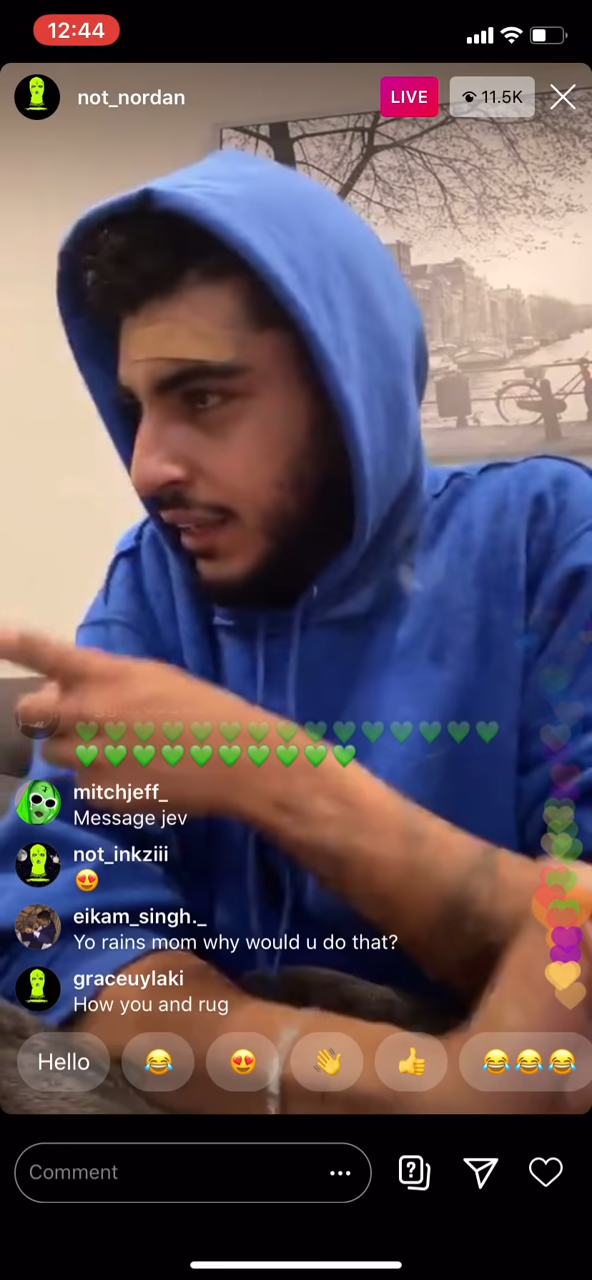 12:44
not_nordan
LIVE
11.5K
💚💚💚💚💚💚💚💚💚💚💚💚💚💚💚
💚💚💚💚💚💚💚💚💚💚
mitchjeff_
Message jev
not_inkziii
😍
eikam_singh._
Yo rains mom why would u do that?
graceuylaki
How you and rug
Hello 😂 😍 👋 👍 😂😂😂
Comment